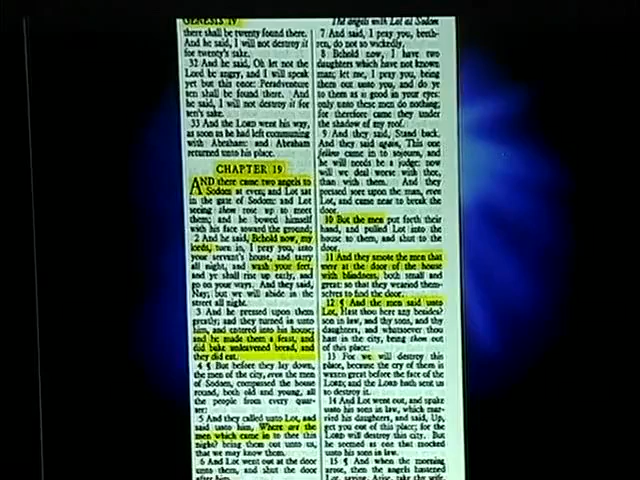 GENESIS 19
The angels with Lot at Sodom
there shall be twenty found there.
And he said, I will not destroy it
for twenty's sake.
32 And he said, Oh let not the
Lord be angry, and I will speak
yet but this once: Peradventure
ten shall be found there. And
he said, I will not destroy it for
ten's sake.
33 And the LORD went his way,
as soon as he had left communing
with Abraham: and Abraham
returned unto his place.
CHAPTER 19
AND there came two angels to
Sodom at even; and Lot sat
in the gate of Sodom: and Lot
seeing them rose up to meet
them; and he bowed himself
with his face toward the ground;
2 And he said, Behold now, my
lords, turn in, I pray you, into
your servant's house, and tarry
all night, and wash your feet,
and ye shall rise up early, and
go on your ways. And they said,
Nay; but we will abide in the
street all night.
3 And he pressed upon them
greatly; and they turned in unto
him, and entered into his house;
and he made them a feast, and
did bake unleavened bread, and
they did eat.
4 ¶ But before they lay down,
the men of the city, even the men
of Sodom, compassed the house
round, both old and young, all
the people from every quar-
ter:
5 And they called unto Lot, and
said unto him, Where are the
men which came in to thee this
night? bring them out unto us,
that we may know them.
6 And Lot went out at the door
unto them, and shut the door
after him,
7 And said, I pray you, breth-
ren, do not so wickedly.
8 Behold now, I have two
daughters which have not known
man; let me, I pray you, bring
them out unto you, and do ye
to them as is good in your eyes:
only unto these men do nothing;
for therefore came they under
the shadow of my roof.
9 And they said, Stand back.
And they said again, This one
fellow came in to sojourn, and
he will needs be a judge: now
will we deal worse with thee,
than with them. And they
pressed sore upon the man, even
Lot, and came near to break the
door.
10 But the men put forth their
hand, and pulled Lot into the
house to them, and shut to the
door.
11 And they smote the men that
were at the door of the house
with blindness, both small and
great: so that they wearied them-
selves to find the door.
12 ¶ And the men said unto
Lot, Hast thou here any besides?
son in law, and thy sons, and thy
daughters, and whatsoever thou
hast in the city, bring them out
of this place:
13 For we will destroy this
place, because the cry of them is
waxen great before the face of the
LORD; and the LORD hath sent us
to destroy it.
14 And Lot went out, and spake
unto his sons in law, which mar-
ried his daughters, and said, Up,
get you out of this place; for the
LORD will destroy this city. But
he seemed as one that mocked
unto his sons in law.
15 ¶ And when the morning
arose, then the angels hastened
Lot, saying, Arise, take thy wife,